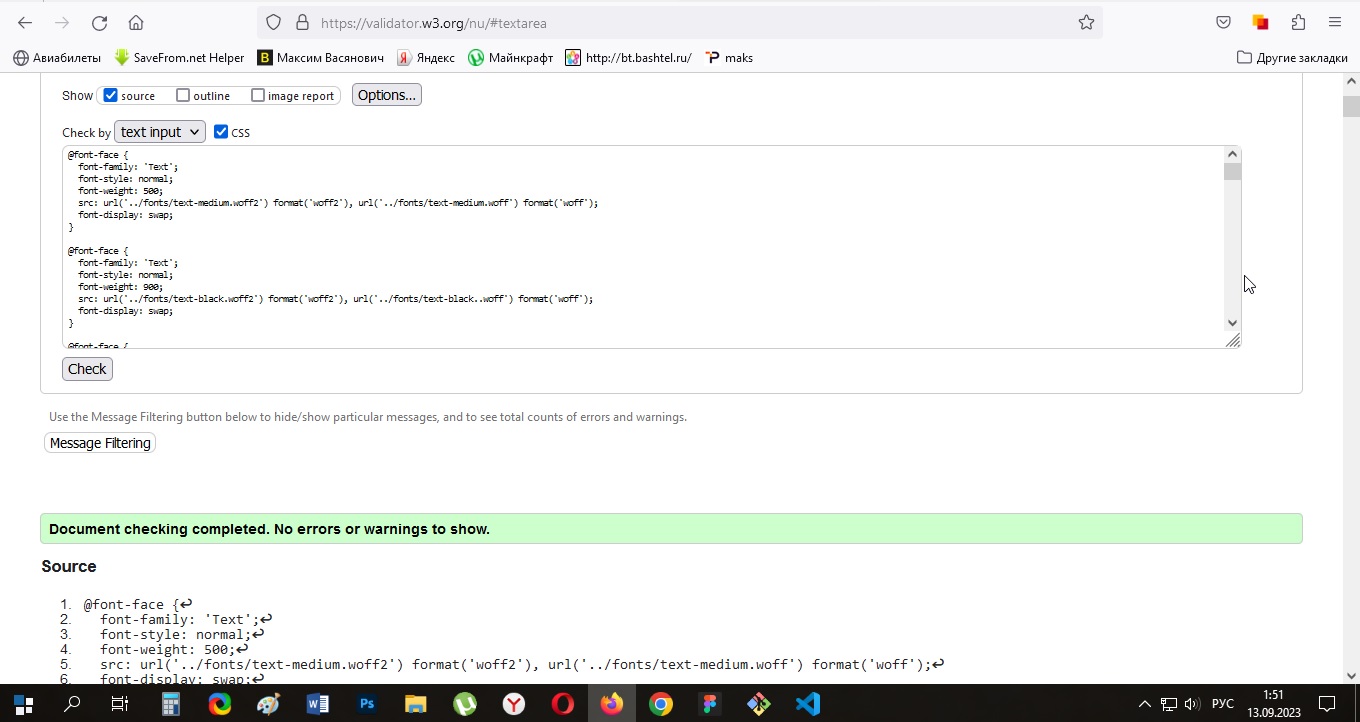 https://validator.w3.org/nu/#textarea
Авиабилеты SaveFrom.net Helper Максим Васянович Яндекс Майнкрафт http://bt.bashtel.ru/ maks Другие закладки
Show source outline image report Options...
Check by text input CSS
@font-face {
font-family: 'Text';
font-style: normal;
font-weight: 500;
src: url('../fonts/text-medium.woff2') format('woff2'), url('../fonts/text-medium.woff') format('woff');
font-display: swap;
}
@font-face {
font-family: 'Text';
font-style: normal;
font-weight: 900;
src: url('../fonts/text-black.woff2') format('woff2'), url('../fonts/text-black..woff') format('woff');
font-display: swap;
}
@font-face {
Check
Use the Message Filtering button below to hide/show particular messages, and to see total counts of errors and warnings.
Message Filtering
Document checking completed. No errors or warnings to show.
Source
1. @font-face {↩
2. font-family: 'Text';↩
3. font-style: normal;↩
4. font-weight: 500;↩
5. src: url('../fonts/text-medium.woff2') format('woff2'), url('../fonts/text-medium.woff') format('woff');↩
6. font-display: swap;↩
РУС
1:51
13.09.2023